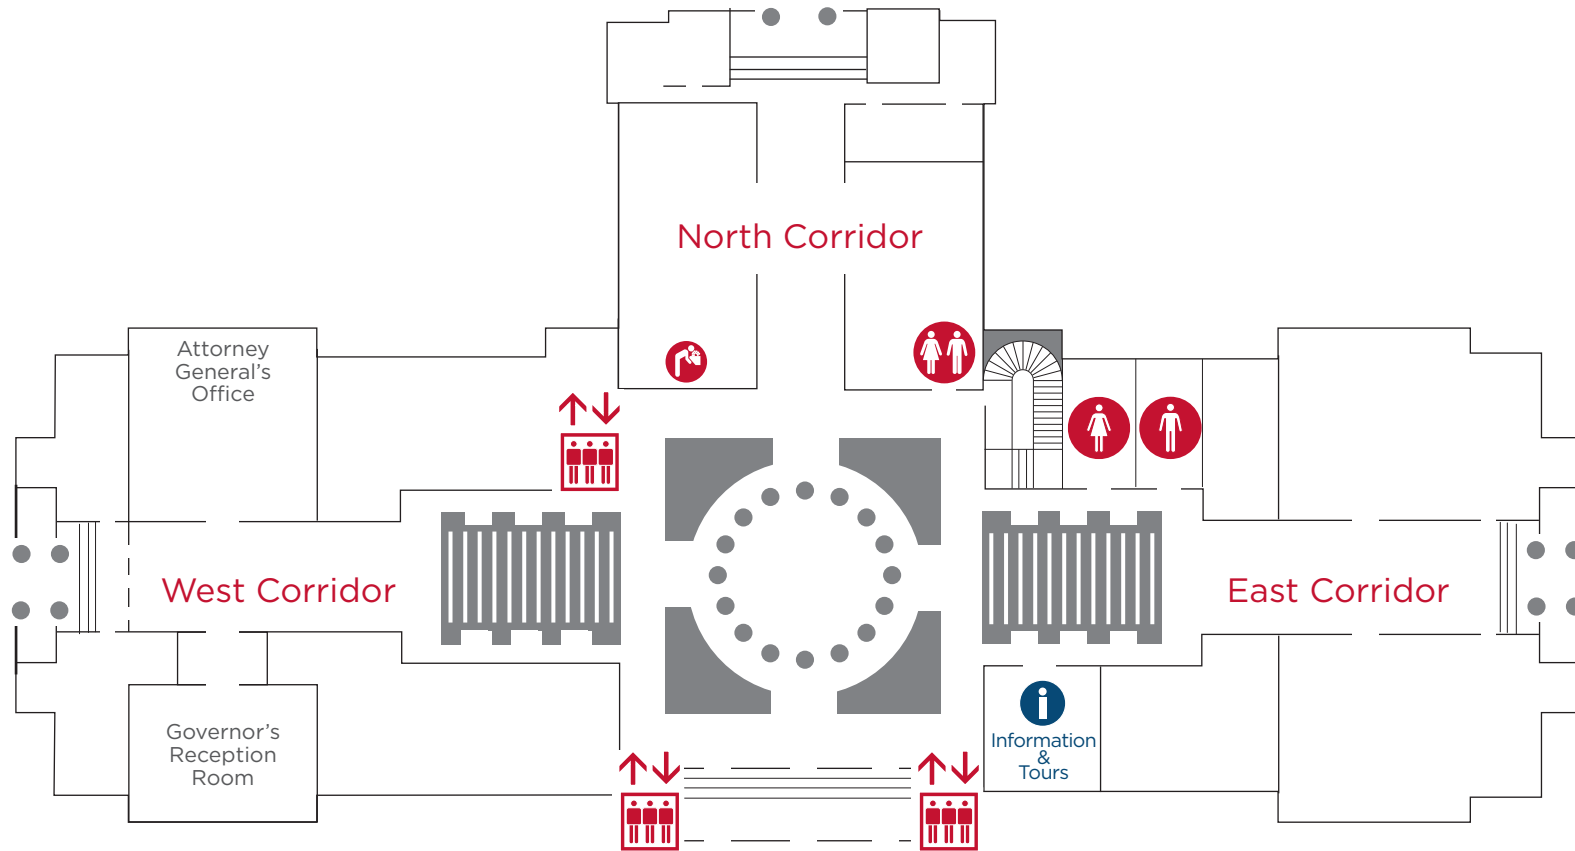 North Corridor
Attorney
General's
Office
West Corridor
East Corridor
Governor's
Reception
Room
Information
&
Tours